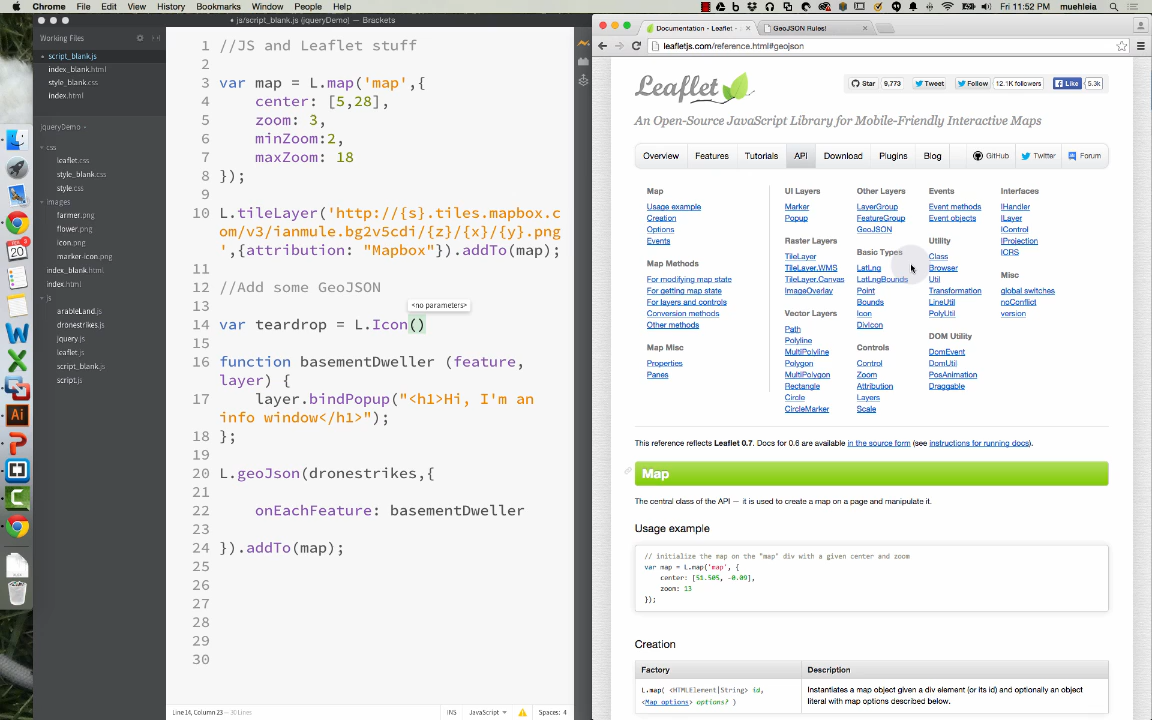 Chrome File Edit View History Bookmarks Window People Help
Fri 11:52 PM muehleia
• js/script_blank.js (jqueryDemo) — Brackets
Working Files
script_blank.js
index_blank.html
style_blank.css
index.html
jqueryDemo
css
leaflet.css
style_blank.css
style.css
images
farmer.png
flower.png
icon.png
marker-icon.png
index_blank.html
index.html
js
arableLand.js
dronestrikes.js
jquery.js
leaflet.js
script_blank.js
script.js
20
1 //JS and Leaflet stuff
2
3 var map = L.map('map',{
4 center: [5,28],
5 zoom: 3,
6 minZoom:2,
7 maxZoom: 18
8 });
9
10 L.tileLayer('http://{s}.tiles.mapbox.c
om/v3/ianmule.bg2v5cdi/{z}/{x}/{y}.png
',{attribution: "Mapbox"}).addTo(map);
11
12 //Add some GeoJSON
13
<no parameters>
14 var teardrop = L.Icon()
15
16 function basementDweller (feature,
layer) {
17 layer.bindPopup("<h1>Hi, I'm an
info window</h1>");
18 };
19
20 L.geoJson(dronestrikes,{
21
22 onEachFeature: basementDweller
23
24 }).addTo(map);
25
26
27
28
29
30
Line 14, Column 23 — 30 Lines
INS JavaScript Spaces: 4
Documentation - Leaflet -
GeoJSON Rules!
leafletjs.com/reference.html#geojson
Leaflet
Star 9,773 Tweet Follow 12.1K followers Like 5.3k
An Open-Source JavaScript Library for Mobile-Friendly Interactive Maps
Overview Features Tutorials API Download Plugins Blog GitHub Twitter Forum
Map
Usage example
Creation
Options
Events
Map Methods
For modifying map state
For getting map state
For layers and controls
Conversion methods
Other methods
Map Misc
Properties
Panes
UI Layers
Marker
Popup
Raster Layers
TileLayer
TileLayer.WMS
TileLayer.Canvas
ImageOverlay
Vector Layers
Path
Polyline
MultiPolyline
Polygon
MultiPolygon
Rectangle
Circle
CircleMarker
Other Layers
LayerGroup
FeatureGroup
GeoJSON
Basic Types
LatLng
LatLngBounds
Point
Bounds
Icon
DivIcon
Controls
Control
Zoom
Attribution
Layers
Scale
Events
Event methods
Event objects
Utility
Class
Browser
Util
Transformation
LineUtil
PolyUtil
DOM Utility
DomEvent
DomUtil
PosAnimation
Draggable
Interfaces
IHandler
ILayer
IControl
IProjection
ICRS
Misc
global switches
noConflict
version
This reference reflects Leaflet 0.7. Docs for 0.6 are available in the source form (see instructions for running docs).
Map
The central class of the API — it is used to create a map on a page and manipulate it.
Usage example
// initialize the map on the "map" div with a given center and zoom
var map = L.map('map', {
center: [51.505, -0.09],
zoom: 13
});
Creation
Factory Description
L.map( <HTMLElement|String> id,
<Map options> options? )
Instantiates a map object given a div element (or its id) and optionally an object
literal with map options described below.